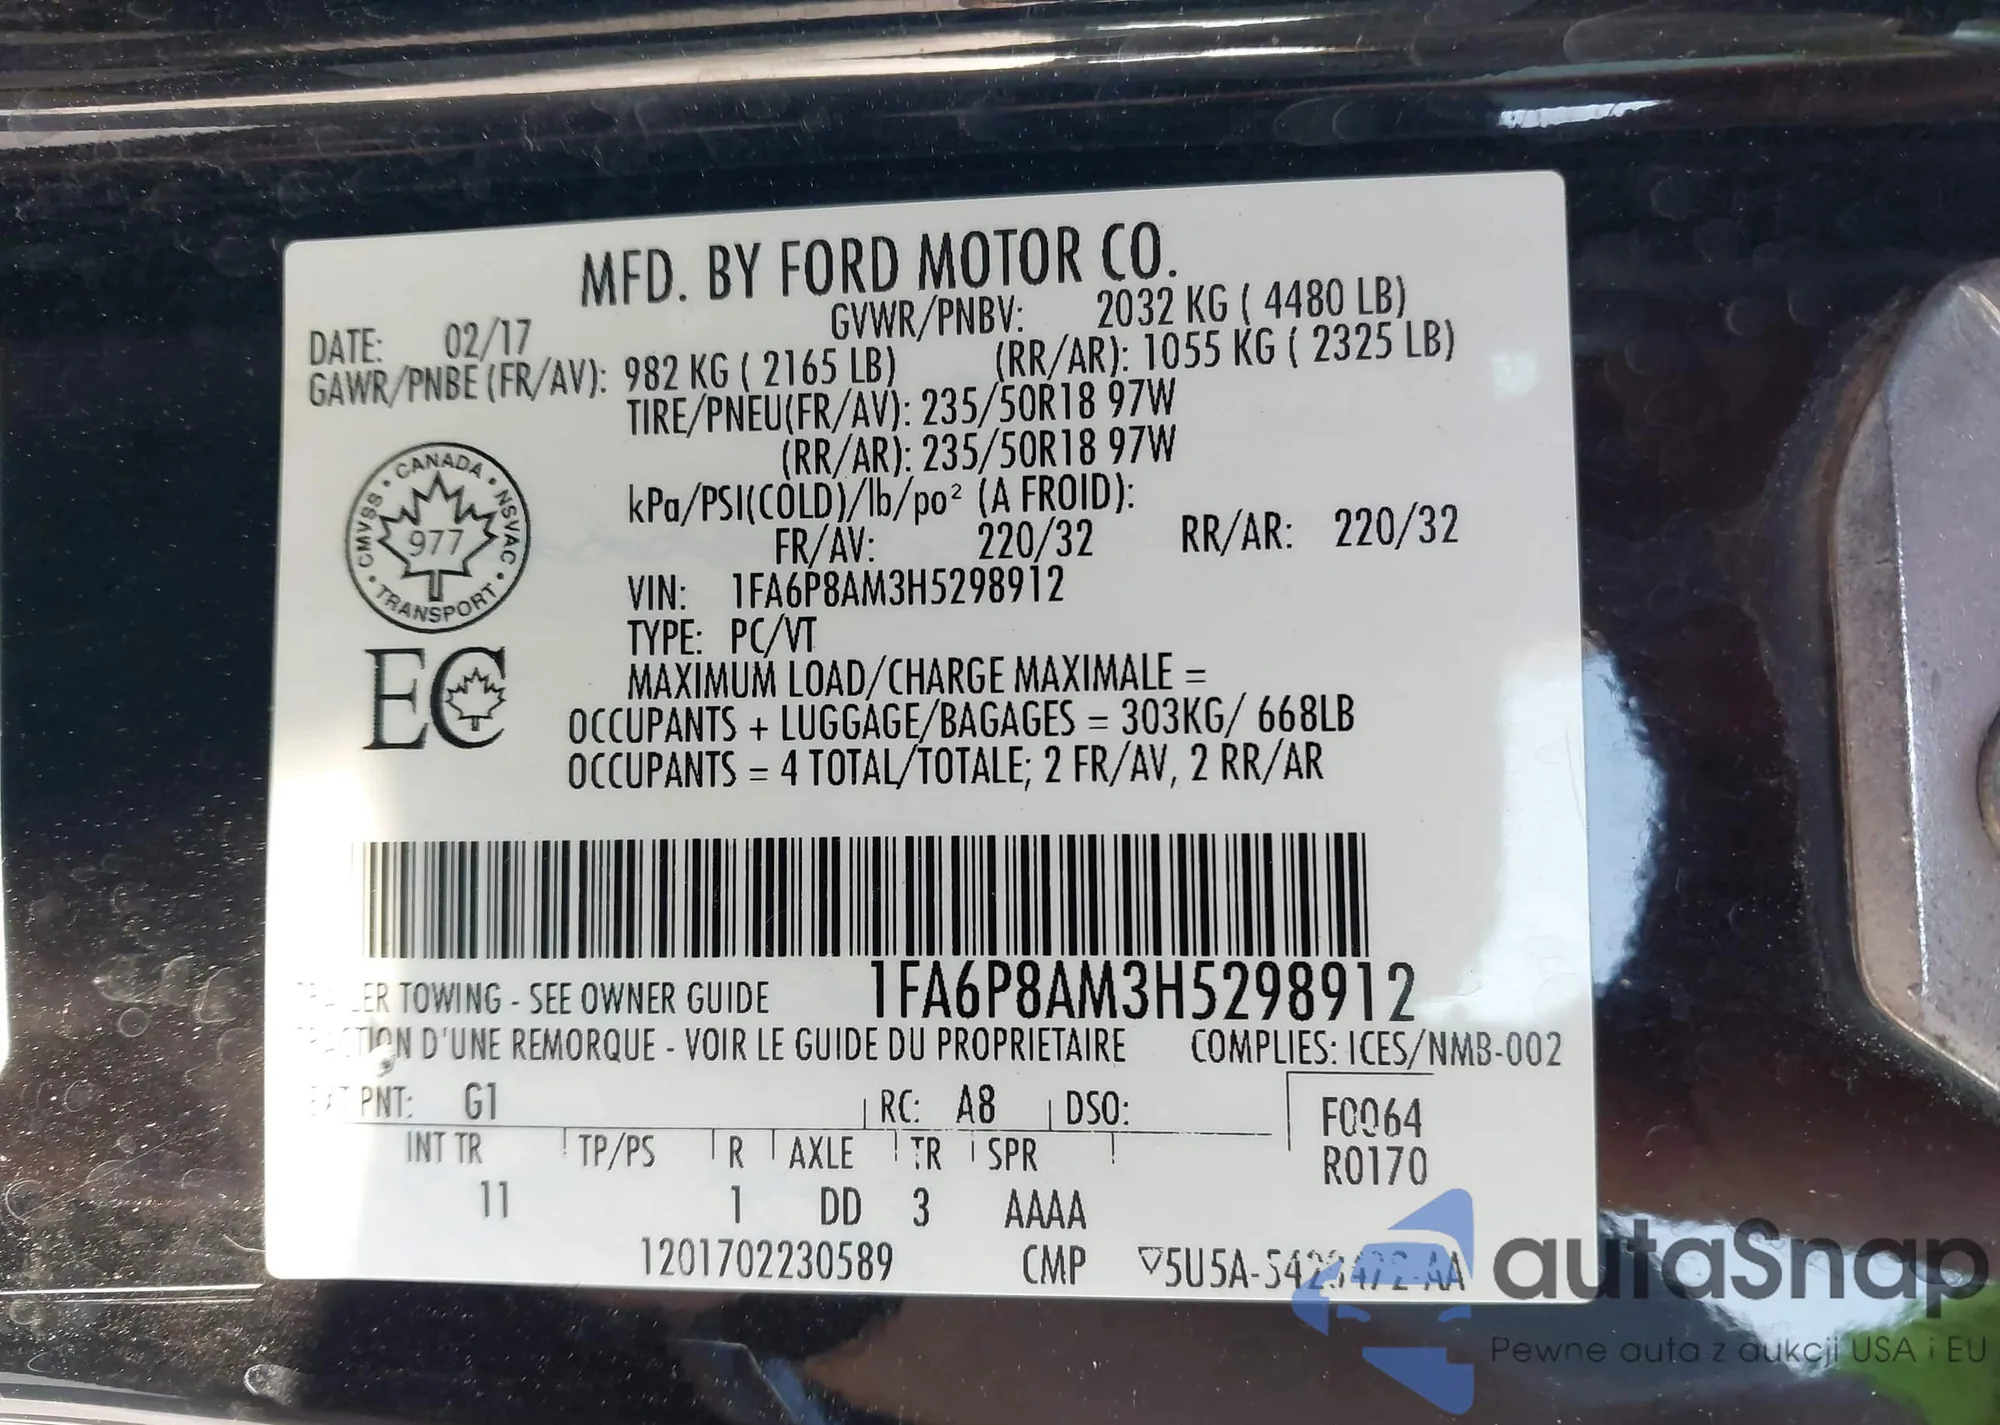 MFD. BY FORD MOTOR CO.
DATE: 02/17 GVWR/PNBV: 2032 KG ( 4480 LB)
GAWR/PNBE (FR/AV): 982 KG ( 2165 LB) (RR/AR): 1055 KG ( 2325 LB)
TIRE/PNEU(FR/AV): 235/50R18 97W
(RR/AR): 235/50R18 97W
kPa/PSI(COLD)/lb/po² (A FROID):
FR/AV: 220/32 RR/AR: 220/32
VIN: 1FA6P8AM3H5298912
TYPE: PC/VT
MAXIMUM LOAD/CHARGE MAXIMALE =
OCCUPANTS + LUGGAGE/BAGAGES = 303KG/ 668LB
OCCUPANTS = 4 TOTAL/TOTALE; 2 FR/AV, 2 RR/AR
CANADA • NSVAC • TRANSPORT • CMVSS •
977
EC
1FA6P8AM3H5298912
TOWING - SEE OWNER GUIDE
D'UNE REMORQUE - VOIR LE GUIDE DU PROPRIETAIRE COMPLIES: ICES/NMB-002
PNT: G1 RC: A8 DSO: F0064
INT TR TP/PS R AXLE TR SPR R0170
11 1 DD 3 AAAA
1201702230589 CMP
autaSnap
Pewne auta z aukcji USA i EU